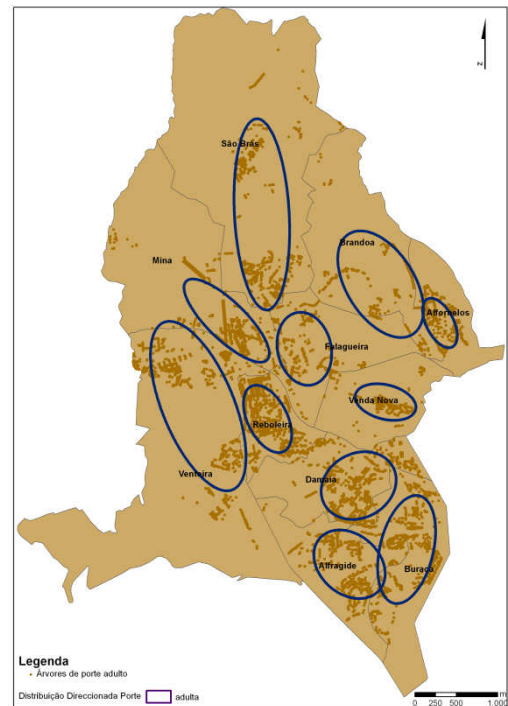 z
São Brás
Brandoa
Mina
Alfornelos
Falagueira
Venda Nova
Reboleira
Venteira
Damaia
Alfragide
Buraca
Legenda
Árvores de porte adulto
Distribuição Direccionada Porte adulta
m
0 250 500 1.000